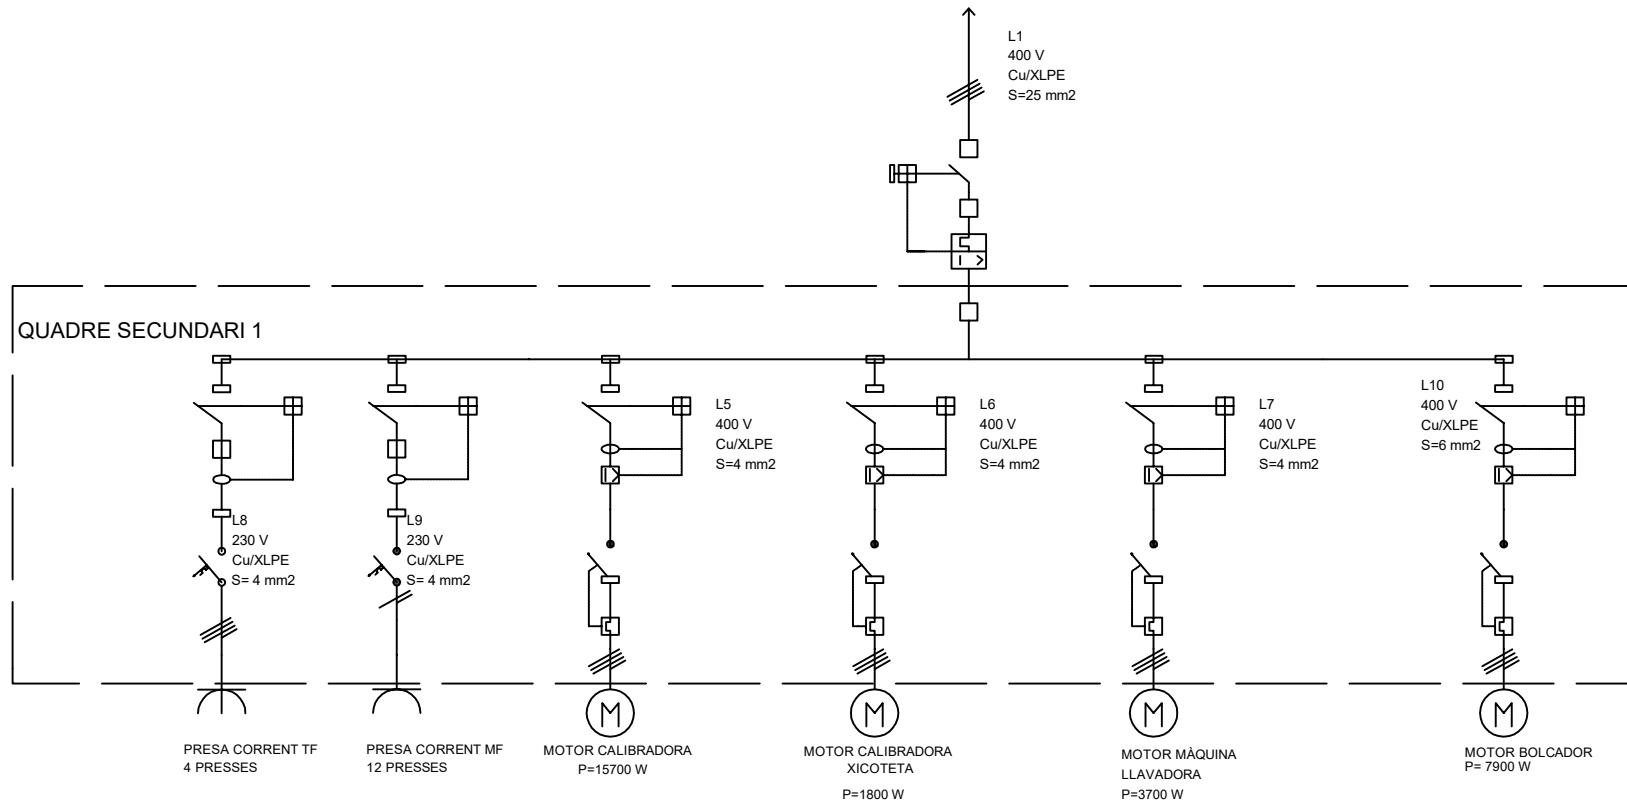 L1
400 V
Cu/XLPE
S=25 mm2
QUADRE SECUNDARI 1
L8
230 V
Cu/XLPE
S= 4 mm2
L9
230 V
Cu/XLPE
S= 4 mm2
L5
400 V
Cu/XLPE
S=4 mm2
L6
400 V
Cu/XLPE
S=4 mm2
L7
400 V
Cu/XLPE
S=4 mm2
L10
400 V
Cu/XLPE
S=6 mm2
M
M
M
M
PRESA CORRENT TF
4 PRESSES
PRESA CORRENT MF
12 PRESSES
MOTOR CALIBRADORA
P=15700 W
MOTOR CALIBRADORA
XICOTETA
P=1800 W
MOTOR MÀQUINA
LLAVADORA
P=3700 W
MOTOR BOLCADOR
P= 7900 W